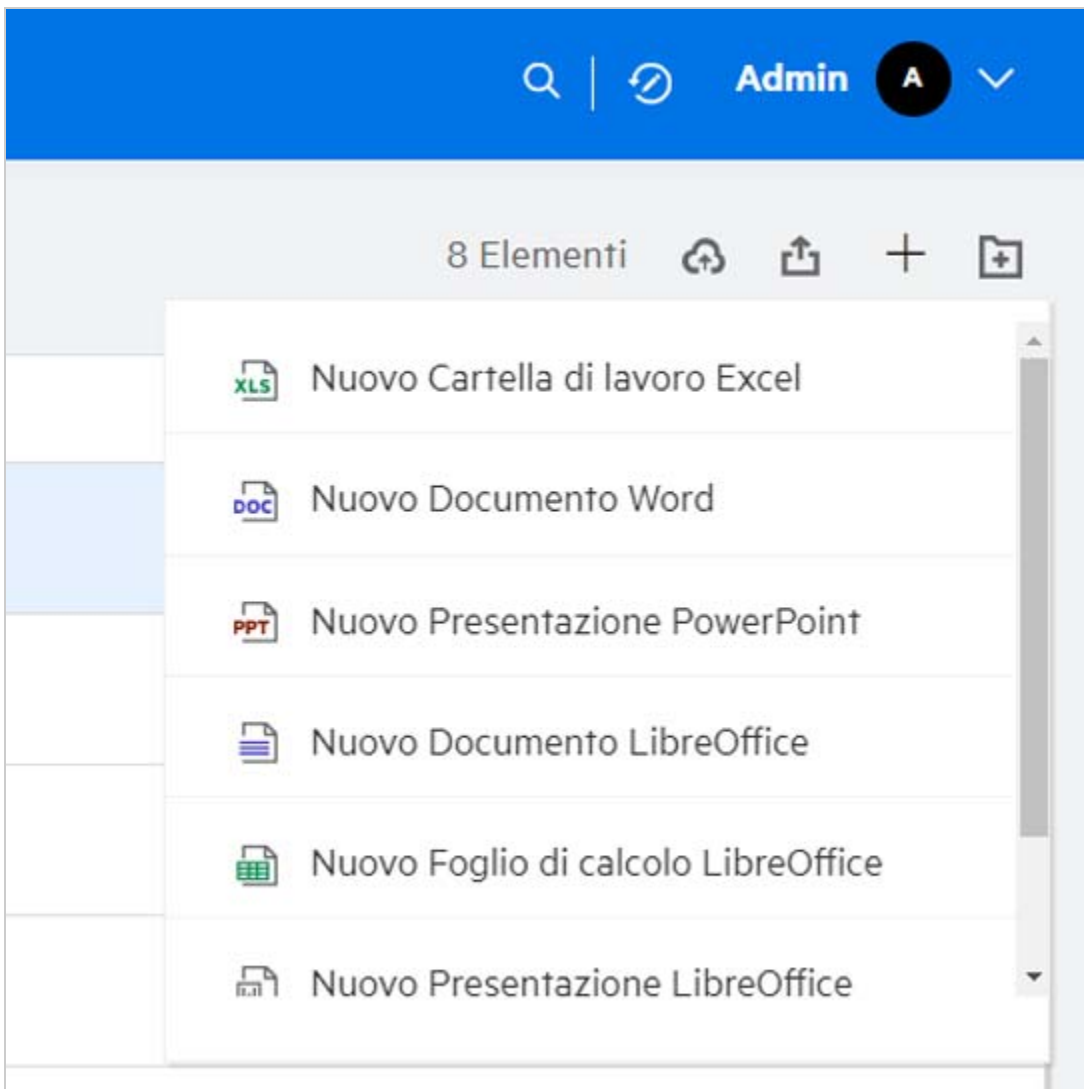 Admin A
8 Elementi
XLS Nuovo Cartella di lavoro Excel
DOC Nuovo Documento Word
PPT Nuovo Presentazione PowerPoint
Nuovo Documento LibreOffice
Nuovo Foglio di calcolo LibreOffice
Nuovo Presentazione LibreOffice